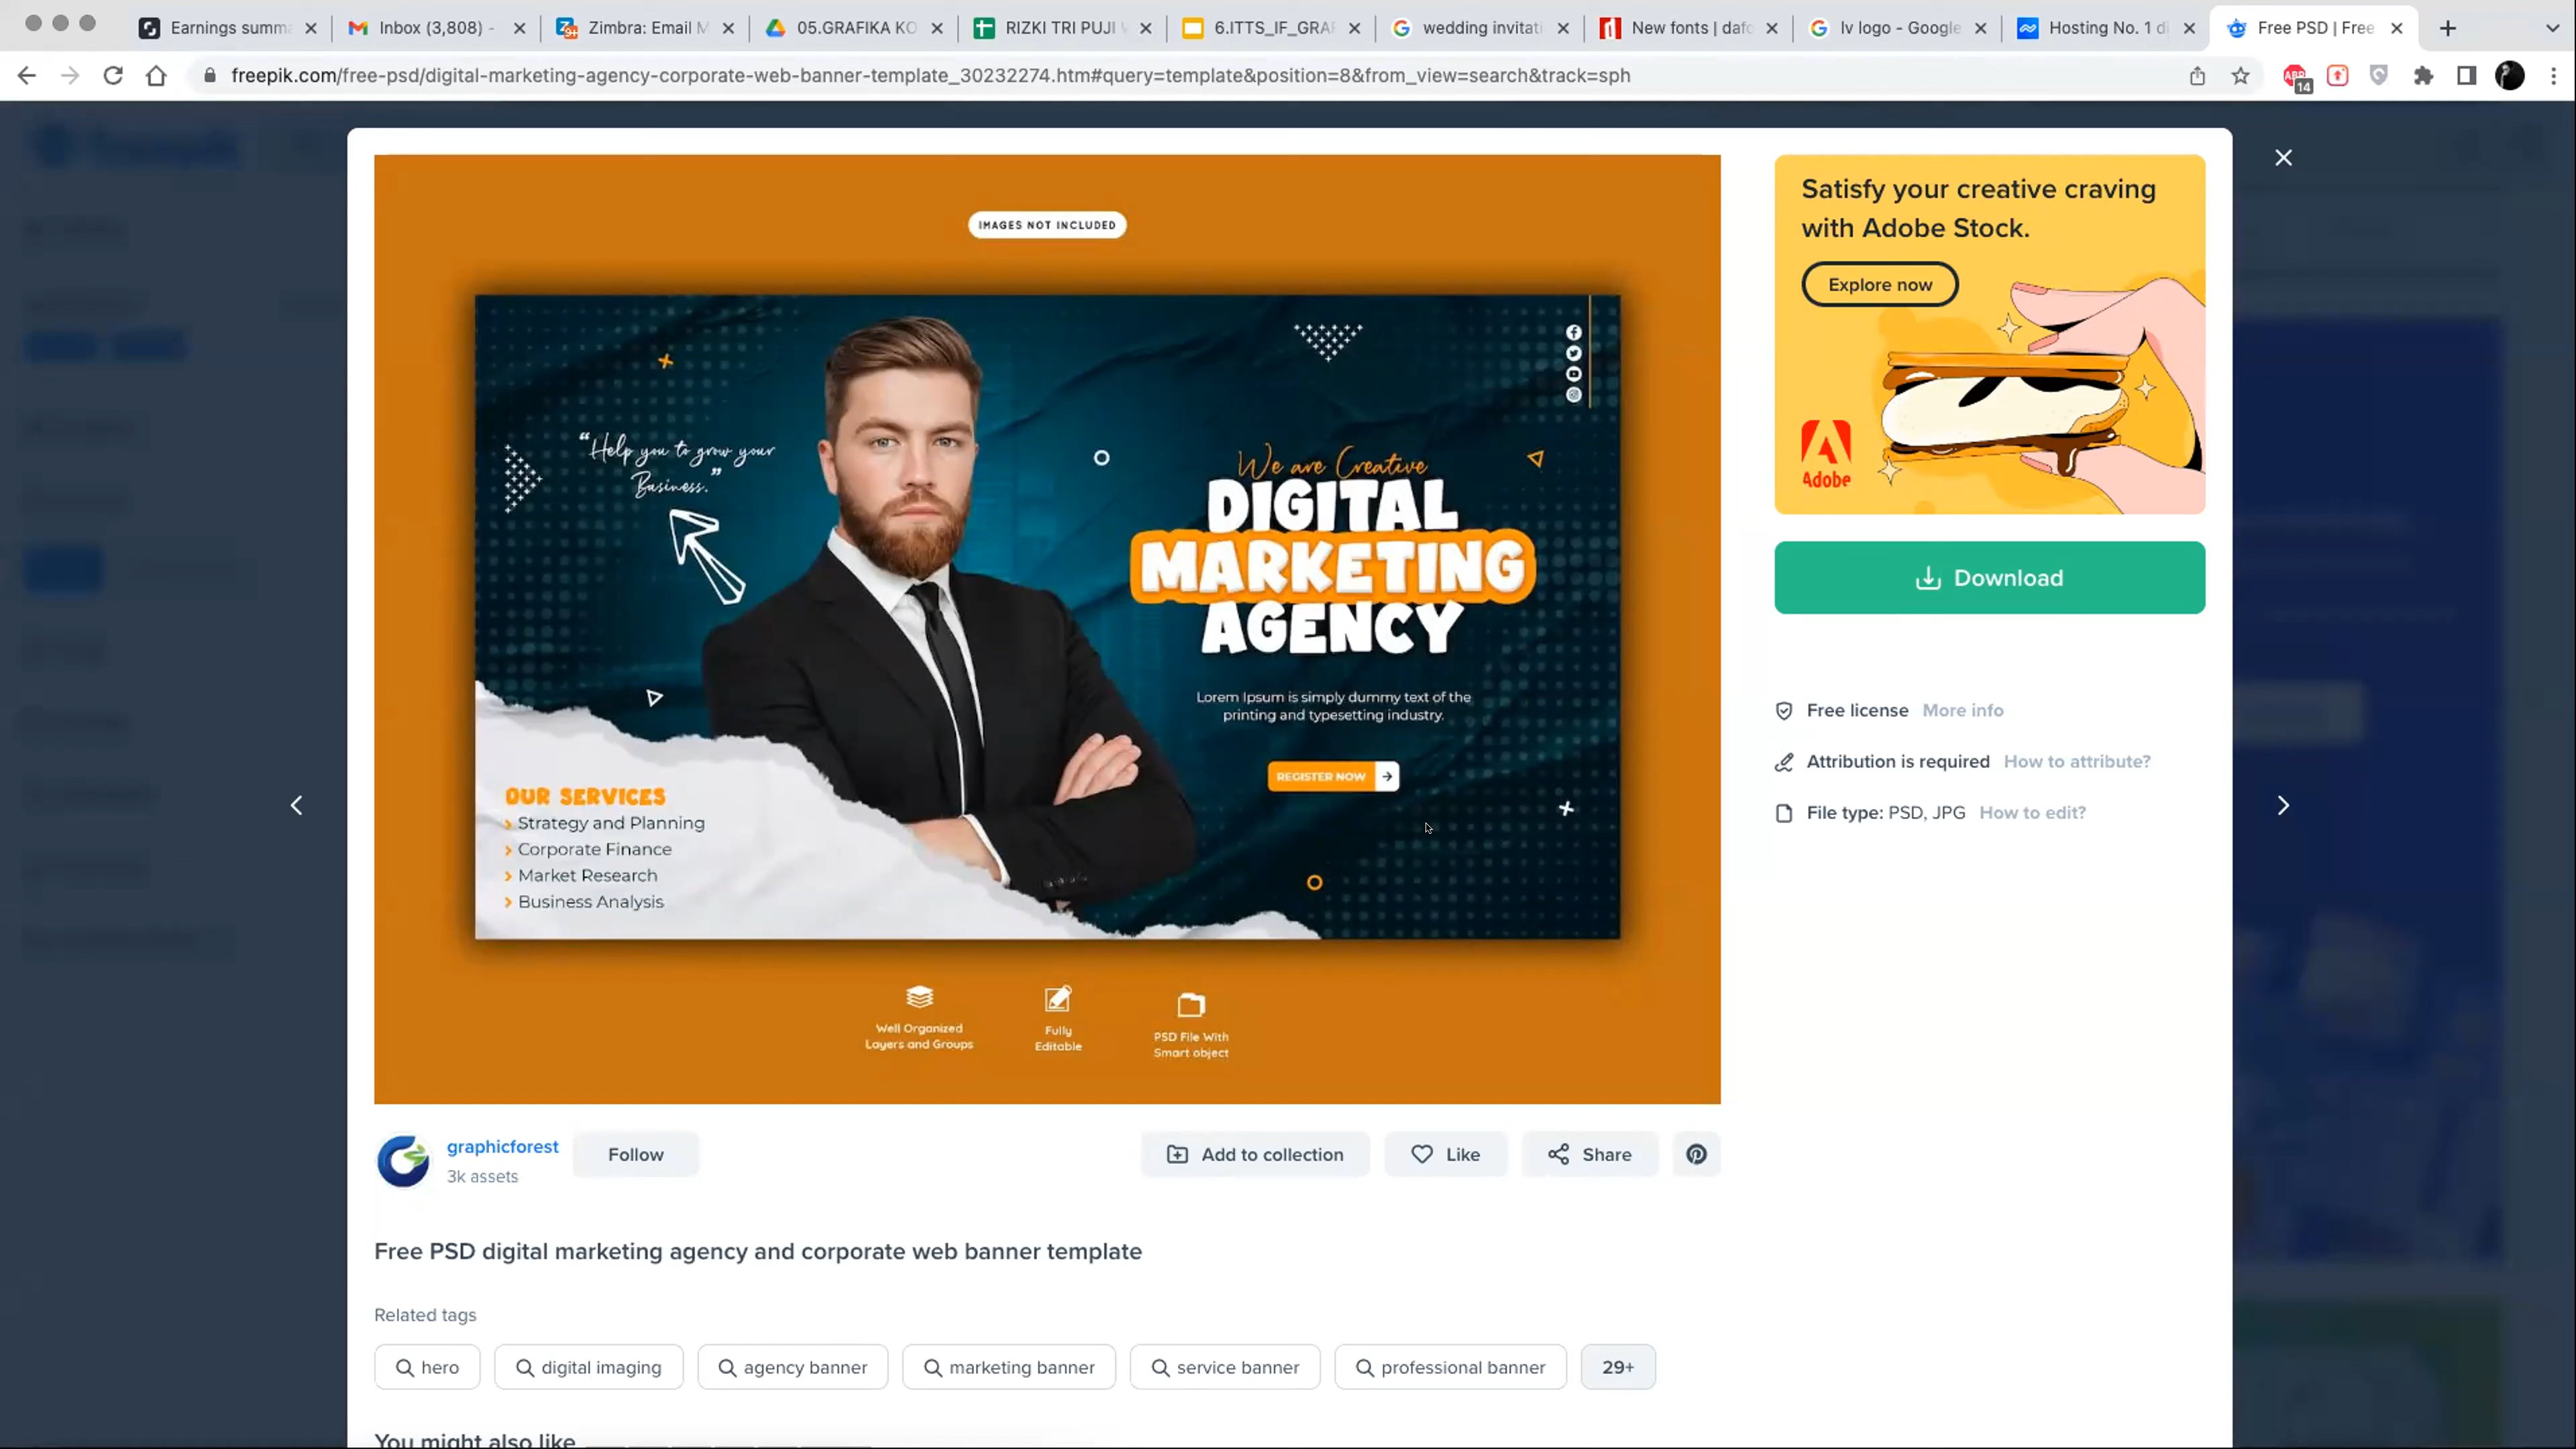 Earnings summ
Inbox (3,808) -
Zimbra: Email M
05.GRAFIKA KO
RIZKI TRI PUJI
6.ITTS_IF_GRAF
wedding invitati
New fonts | dafo
lv logo - Google
Hosting No. 1 di
Free PSD | Free
freepik.com/free-psd/digital-marketing-agency-corporate-web-banner-template_30232274.htm#query=template&position=8&from_view=search&track=sph
ABP
14
IMAGES NOT INCLUDED
“Help you to grow your
Business.”
We are Creative
DIGITAL
MARKETING
AGENCY
Lorem Ipsum is simply dummy text of the
printing and typesetting industry.
REGISTER NOW
OUR SERVICES
Strategy and Planning
Corporate Finance
Market Research
Business Analysis
Well Organized
Layers and Groups
Fully
Editable
PSD File With
Smart object
Satisfy your creative craving
with Adobe Stock.
Explore now
Adobe
Download
Free license More info
Attribution is required How to attribute?
File type: PSD, JPG How to edit?
graphicforest
3k assets
Follow
Add to collection
Like
Share
Free PSD digital marketing agency and corporate web banner template
Related tags
hero
digital imaging
agency banner
marketing banner
service banner
professional banner
29+
You might also like